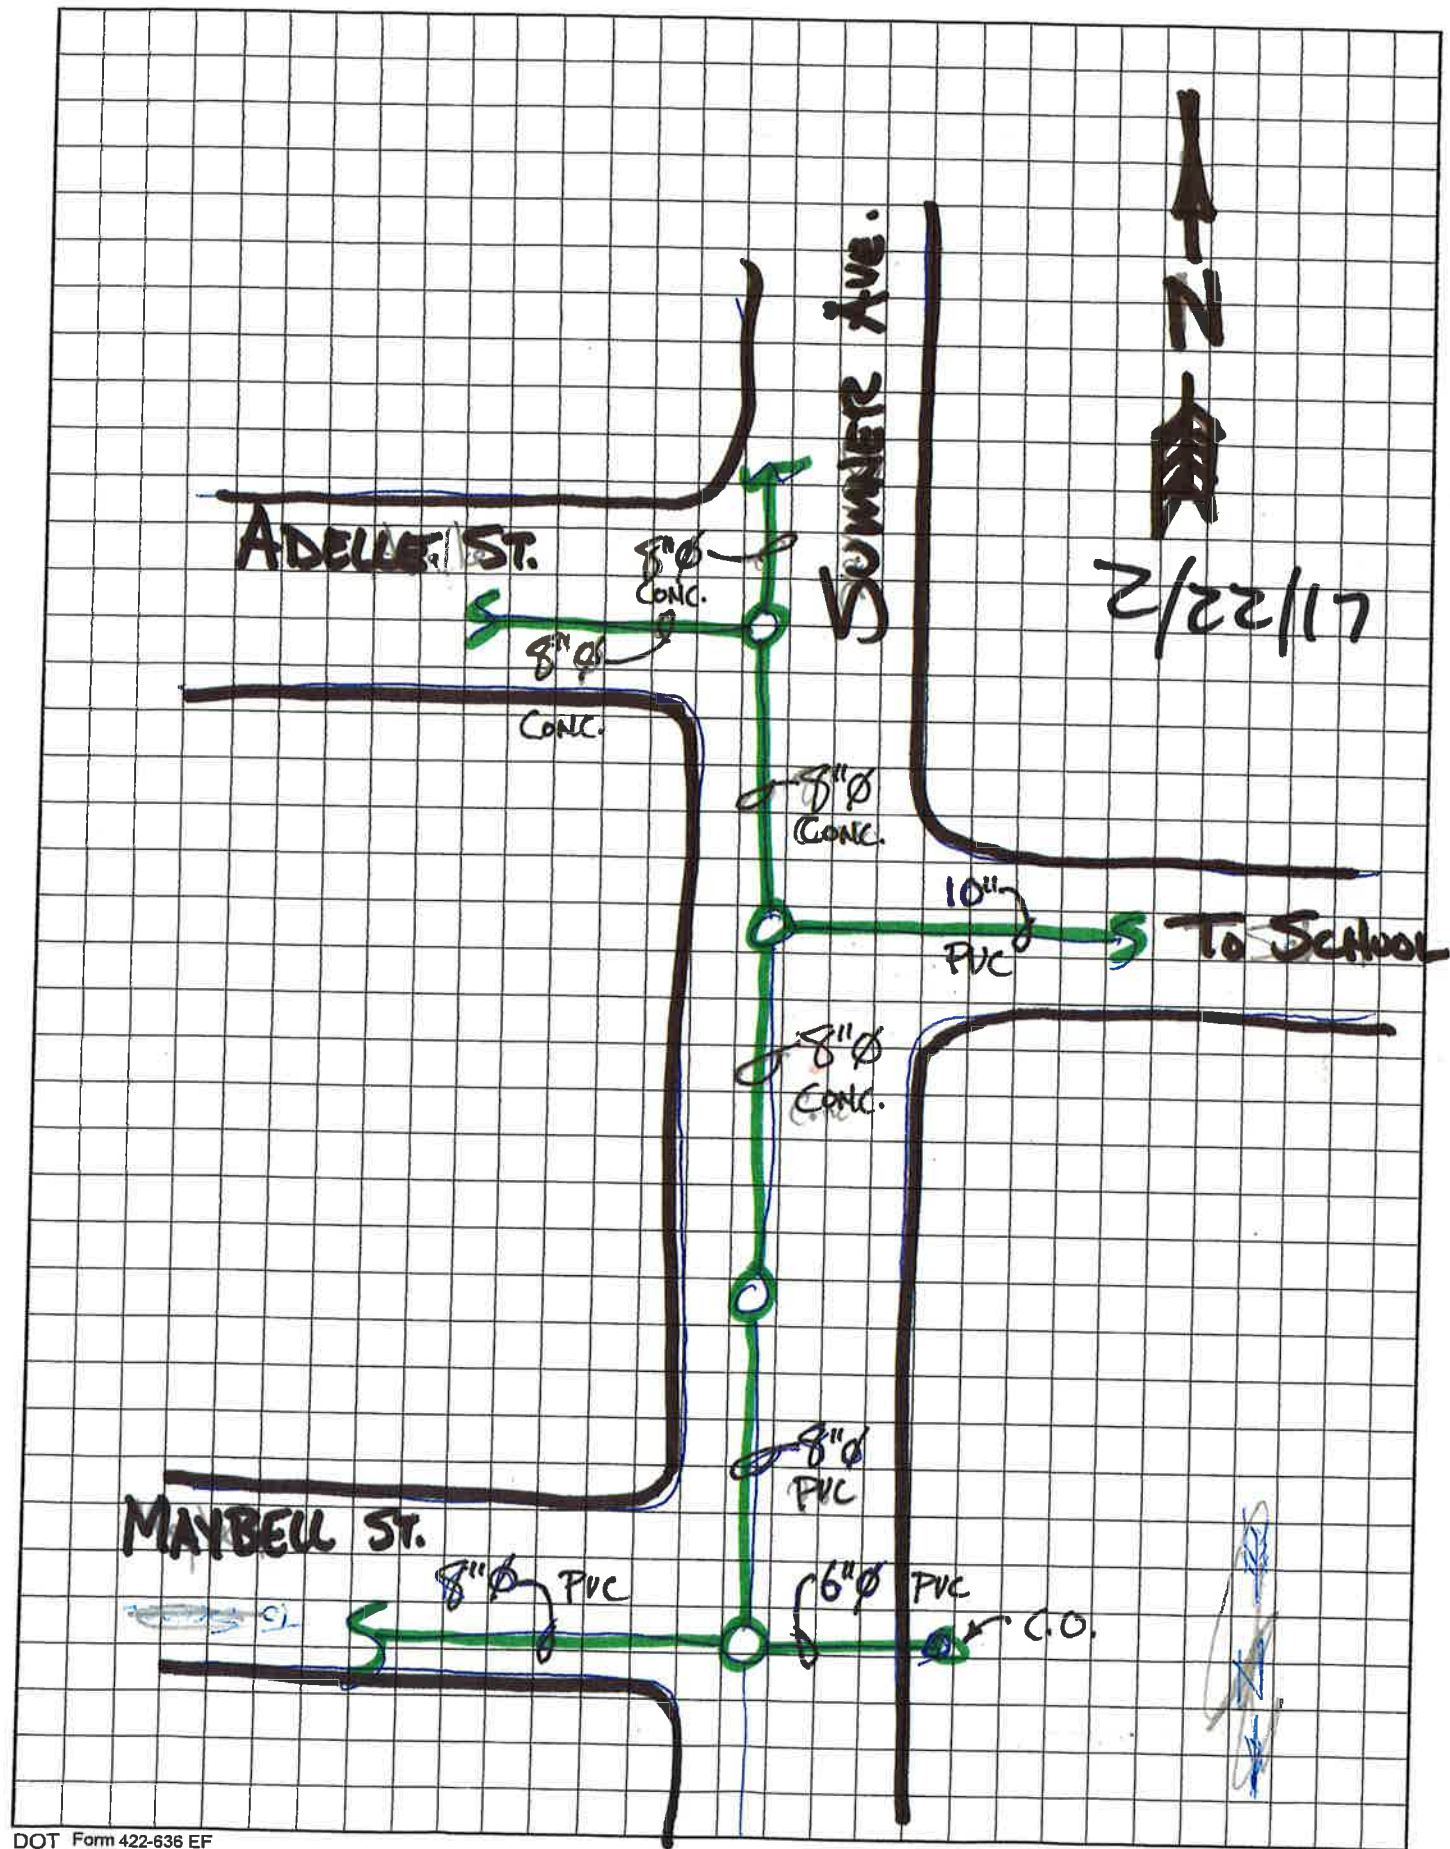 SUMNER AVE.
N
2/22/17
ADELLE ST.
8"Ø
CONC.
8"Ø
CONC.
8"Ø
CONC.
10"
PVC
TO SCHOOL
8"Ø
CONC.
8"Ø
PVC
MAYBELL ST.
8"Ø PVC
6"Ø PVC
C.O.
DOT Form 422-636 EF